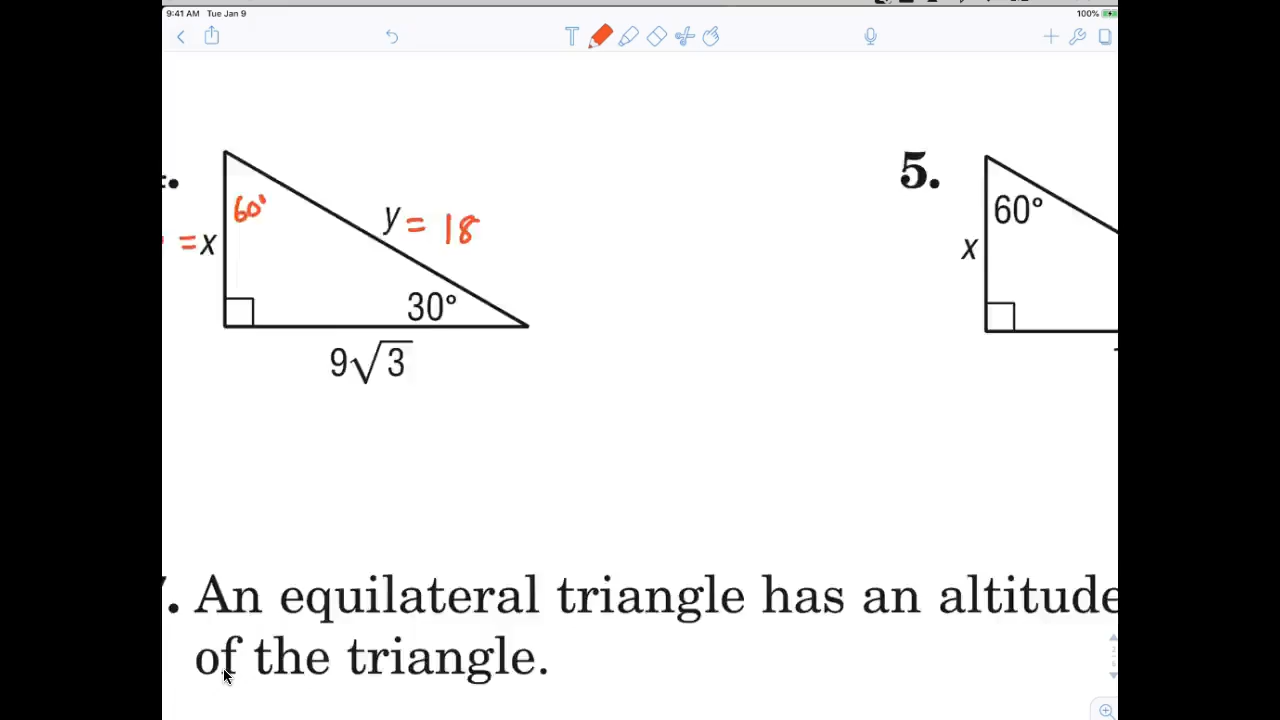 9:41 AM Tue Jan 9
100%
T
5.
60°
y = 18
60°
= x
x
30°
9√3
. An equilateral triangle has an altitude
of the triangle.